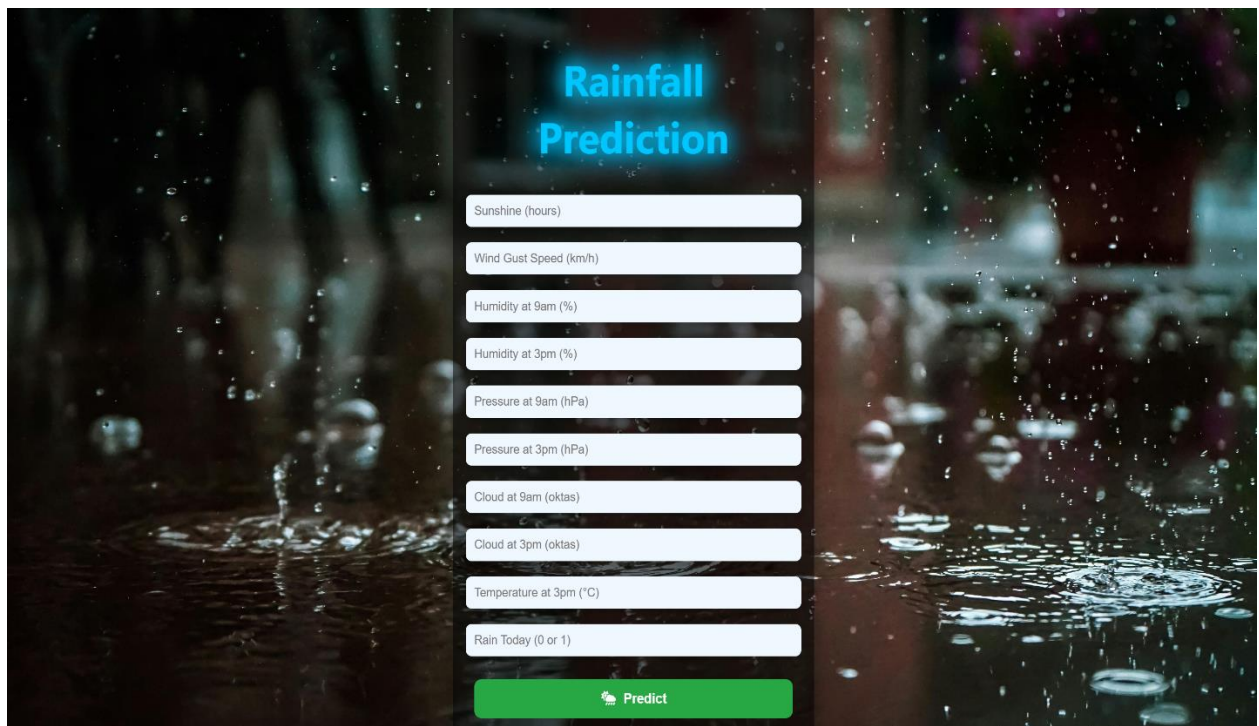 Rainfall
Prediction
Sunshine (hours)
Wind Gust Speed (km/h)
Humidity at 9am (%)
Humidity at 3pm (%)
Pressure at 9am (hPa)
Pressure at 3pm (hPa)
Cloud at 9am (oktas)
Cloud at 3pm (oktas)
Temperature at 3pm (°C)
Rain Today (0 or 1)
Predict